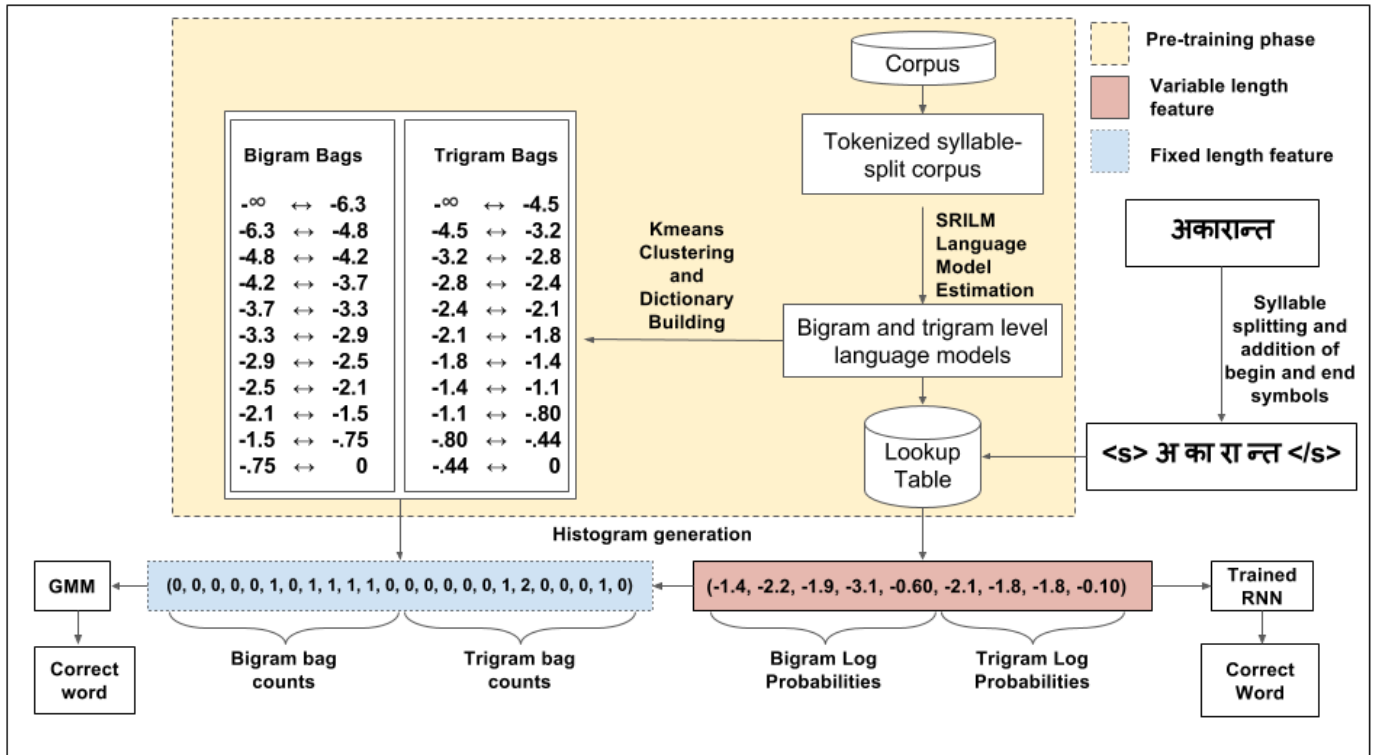 Corpus
Tokenized syllable-
split corpus
SRILM
Language
Model
Estimation
Bigram and trigram level
language models
Lookup
Table
Kmeans
Clustering
and
Dictionary
Building
Bigram Bags
-∞ ↔ -6.3
-6.3 ↔ -4.8
-4.8 ↔ -4.2
-4.2 ↔ -3.7
-3.7 ↔ -3.3
-3.3 ↔ -2.9
-2.9 ↔ -2.5
-2.5 ↔ -2.1
-2.1 ↔ -1.5
-1.5 ↔ -.75
-.75 ↔ 0
Trigram Bags
-∞ ↔ -4.5
-4.5 ↔ -3.2
-3.2 ↔ -2.8
-2.8 ↔ -2.4
-2.4 ↔ -2.1
-2.1 ↔ -1.8
-1.8 ↔ -1.4
-1.4 ↔ -1.1
-1.1 ↔ -.80
-.80 ↔ -.44
-.44 ↔ 0
Pre-training phase
Variable length
feature
Fixed length feature
अकारान्त
Syllable
splitting and
addition of
begin and end
symbols
<s> अ का रा न्त </s>
Histogram generation
GMM
(0, 0, 0, 0, 0, 1, 0, 1, 1, 1, 1, 0, 0, 0, 0, 0, 1, 2, 0, 0, 0, 1, 0)
(-1.4, -2.2, -1.9, -3.1, -0.60, -2.1, -1.8, -1.8, -0.10)
Trained
RNN
Correct
word
Bigram bag
counts
Trigram bag
counts
Bigram Log
Probabilities
Trigram Log
Probabilities
Correct
Word